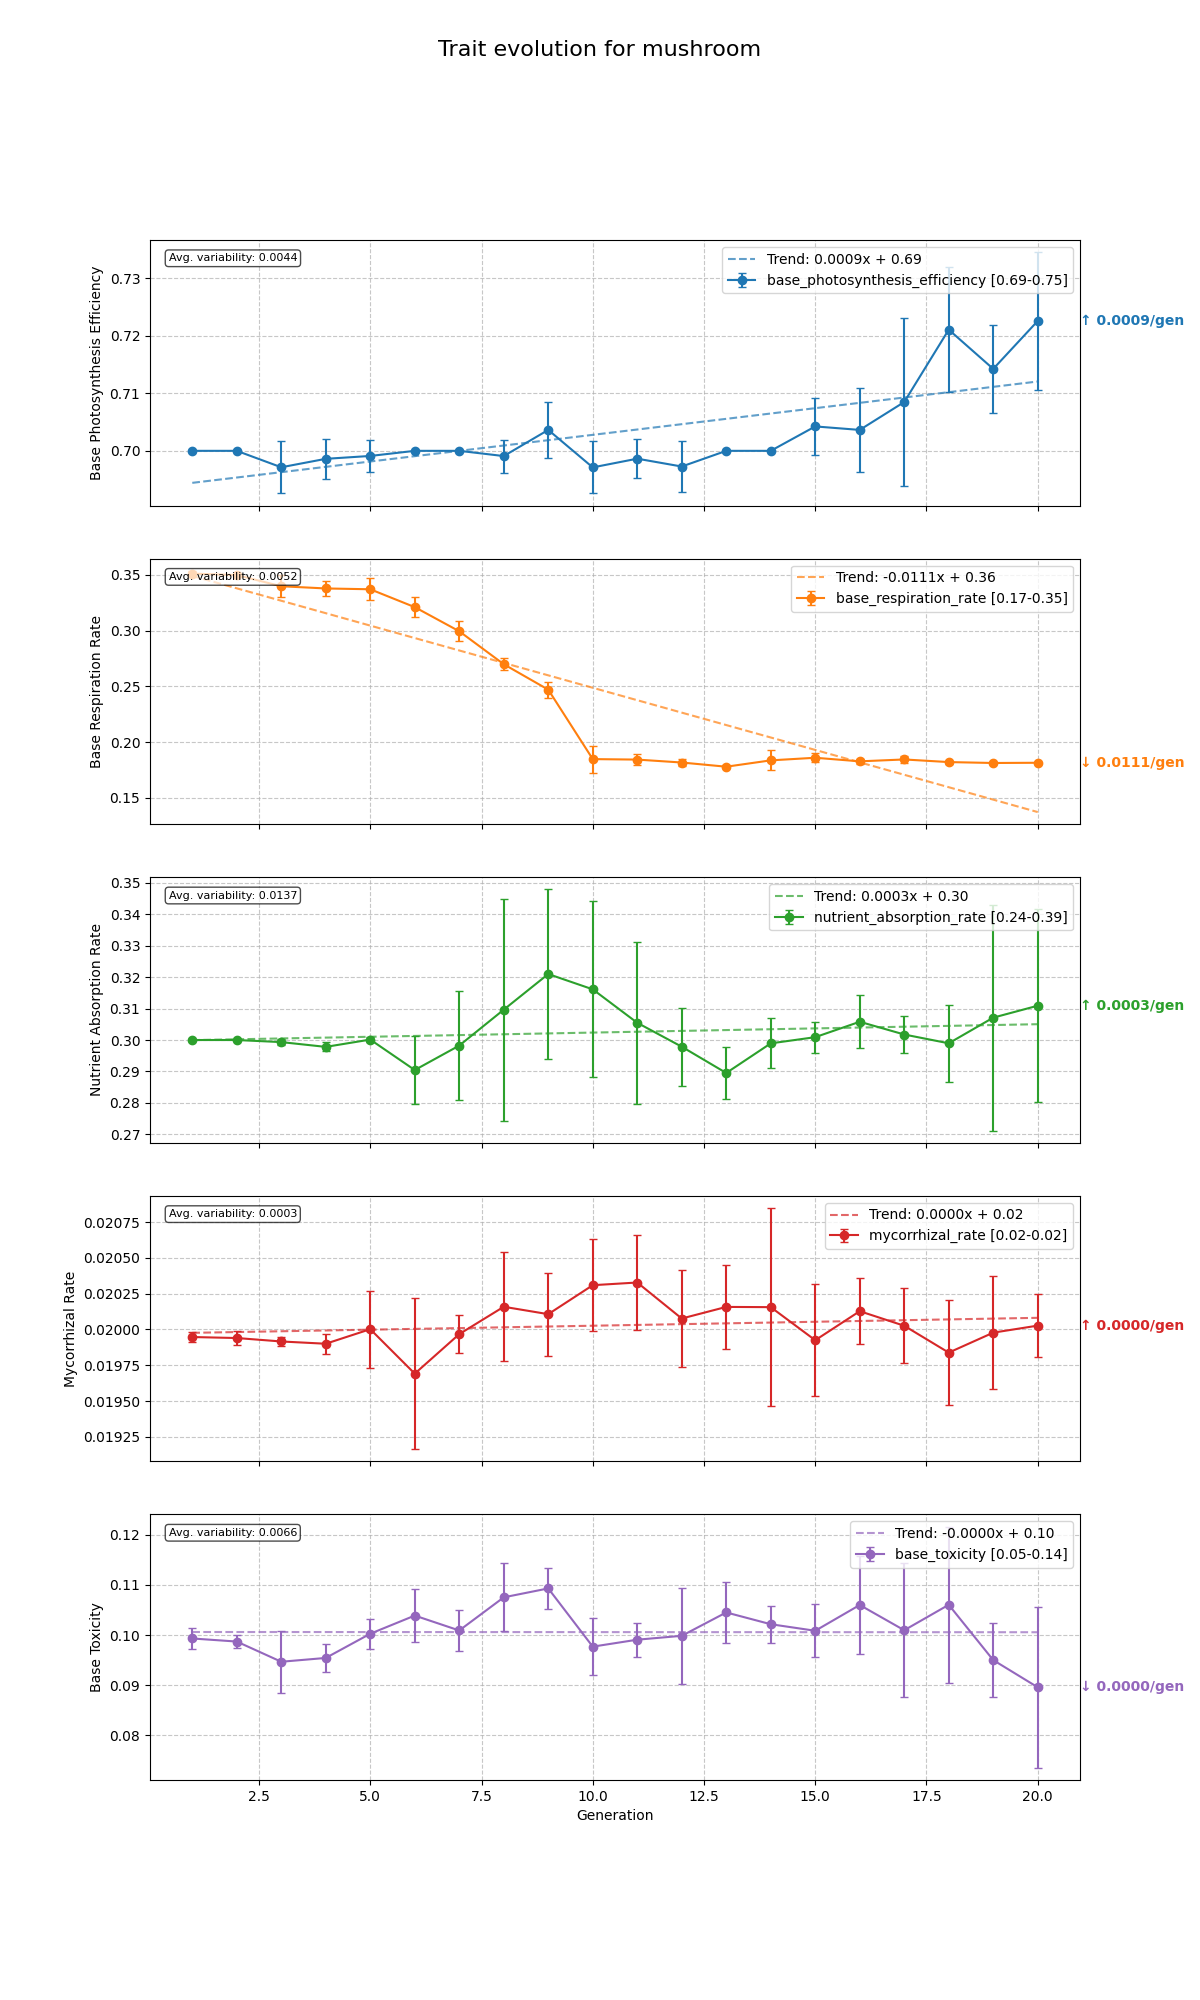 Trait evolution for mushroom
Avg. variability: 0.0044
Trend: 0.0009x + 0.69
base_photosynthesis_efficiency [0.69-0.75]
Base Photosynthesis Efficiency
0.73
0.72
0.71
0.70
↑ 0.0009/gen
Avg. variability: 0.0052
Trend: -0.0111x + 0.36
base_respiration_rate [0.17-0.35]
Base Respiration Rate
0.35
0.30
0.25
0.20
0.15
↓ 0.0111/gen
Avg. variability: 0.0137
Trend: 0.0003x + 0.30
nutrient_absorption_rate [0.24-0.39]
Nutrient Absorption Rate
0.35
0.34
0.33
0.32
0.31
0.30
0.29
0.28
0.27
↑ 0.0003/gen
Avg. variability: 0.0003
Trend: 0.0000x + 0.02
mycorrhizal_rate [0.02-0.02]
Mycorrhizal Rate
0.02075
0.02050
0.02025
0.02000
0.01975
0.01950
0.01925
↑ 0.0000/gen
Avg. variability: 0.0066
Trend: -0.0000x + 0.10
base_toxicity [0.05-0.14]
Base Toxicity
0.12
0.11
0.10
0.09
0.08
↓ 0.0000/gen
2.5 5.0 7.5 10.0 12.5 15.0 17.5 20.0
Generation